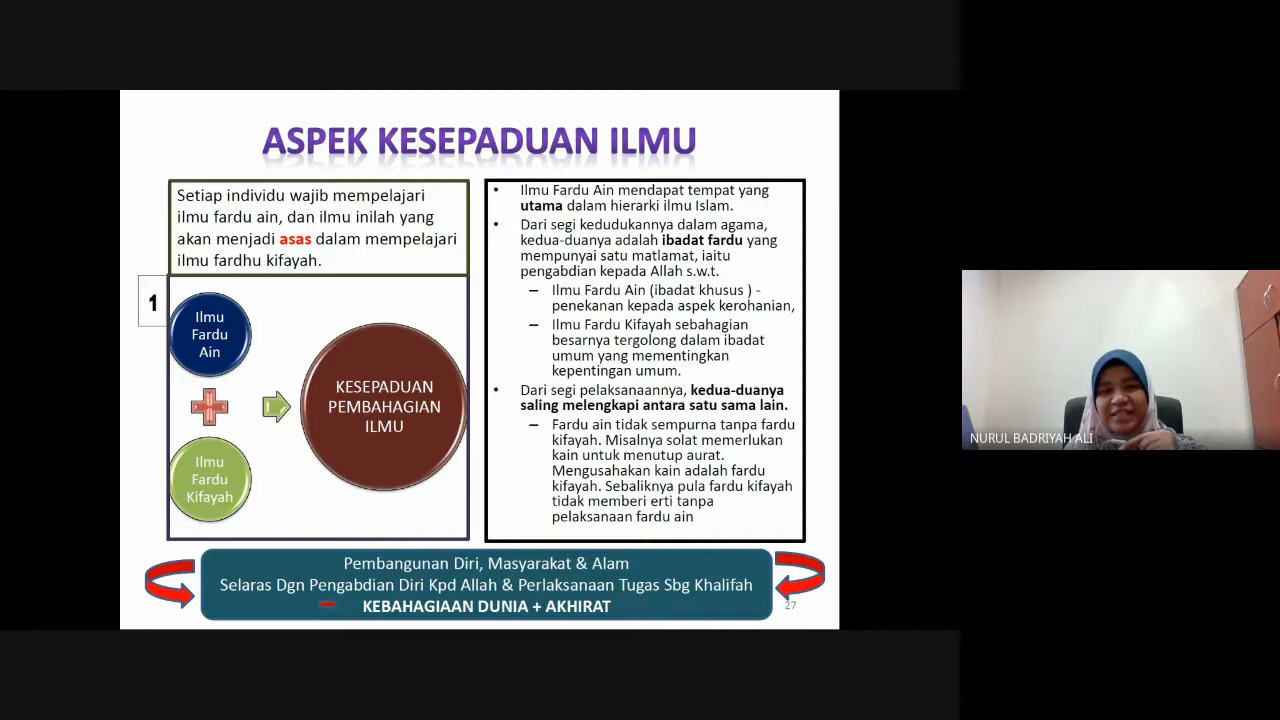 ASPEK KESEPADUAN ILMU
Setiap individu wajib mempelajari
ilmu fardu ain, dan ilmu inilah yang
akan menjadi asas dalam mempelajari
ilmu fardhu kifayah.
1
Ilmu
Fardu
Ain
KESEPADUAN
PEMBAHAGIAN
ILMU
Ilmu
Fardu
Kifayah
• Ilmu Fardu Ain mendapat tempat yang
utama dalam hierarki ilmu Islam.
• Dari segi kedudukannya dalam agama,
kedua-duanya adalah ibadat fardu yang
mempunyai satu matlamat, iaitu
pengabdian kepada Allah s.w.t.
– Ilmu Fardu Ain (ibadat khusus ) -
penekanan kepada aspek kerohanian,
– Ilmu Fardu Kifayah sebahagian
besarnya tergolong dalam ibadat
umum yang mementingkan
kepentingan umum.
• Dari segi pelaksanaannya, kedua-duanya
saling melengkapi antara satu sama lain.
– Fardu ain tidak sempurna tanpa fardu
kifayah. Misalnya solat memerlukan
kain untuk menutup aurat.
Mengusahakan kain adalah fardu
kifayah. Sebaliknya pula fardu kifayah
tidak memberi erti tanpa
pelaksanaan fardu ain
Pembangunan Diri, Masyarakat & Alam
Selaras Dgn Pengabdian Diri Kpd Allah & Perlaksanaan Tugas Sbg Khalifah
KEBAHAGIAAN DUNIA + AKHIRAT
27
NURUL BADRIYAH ALI